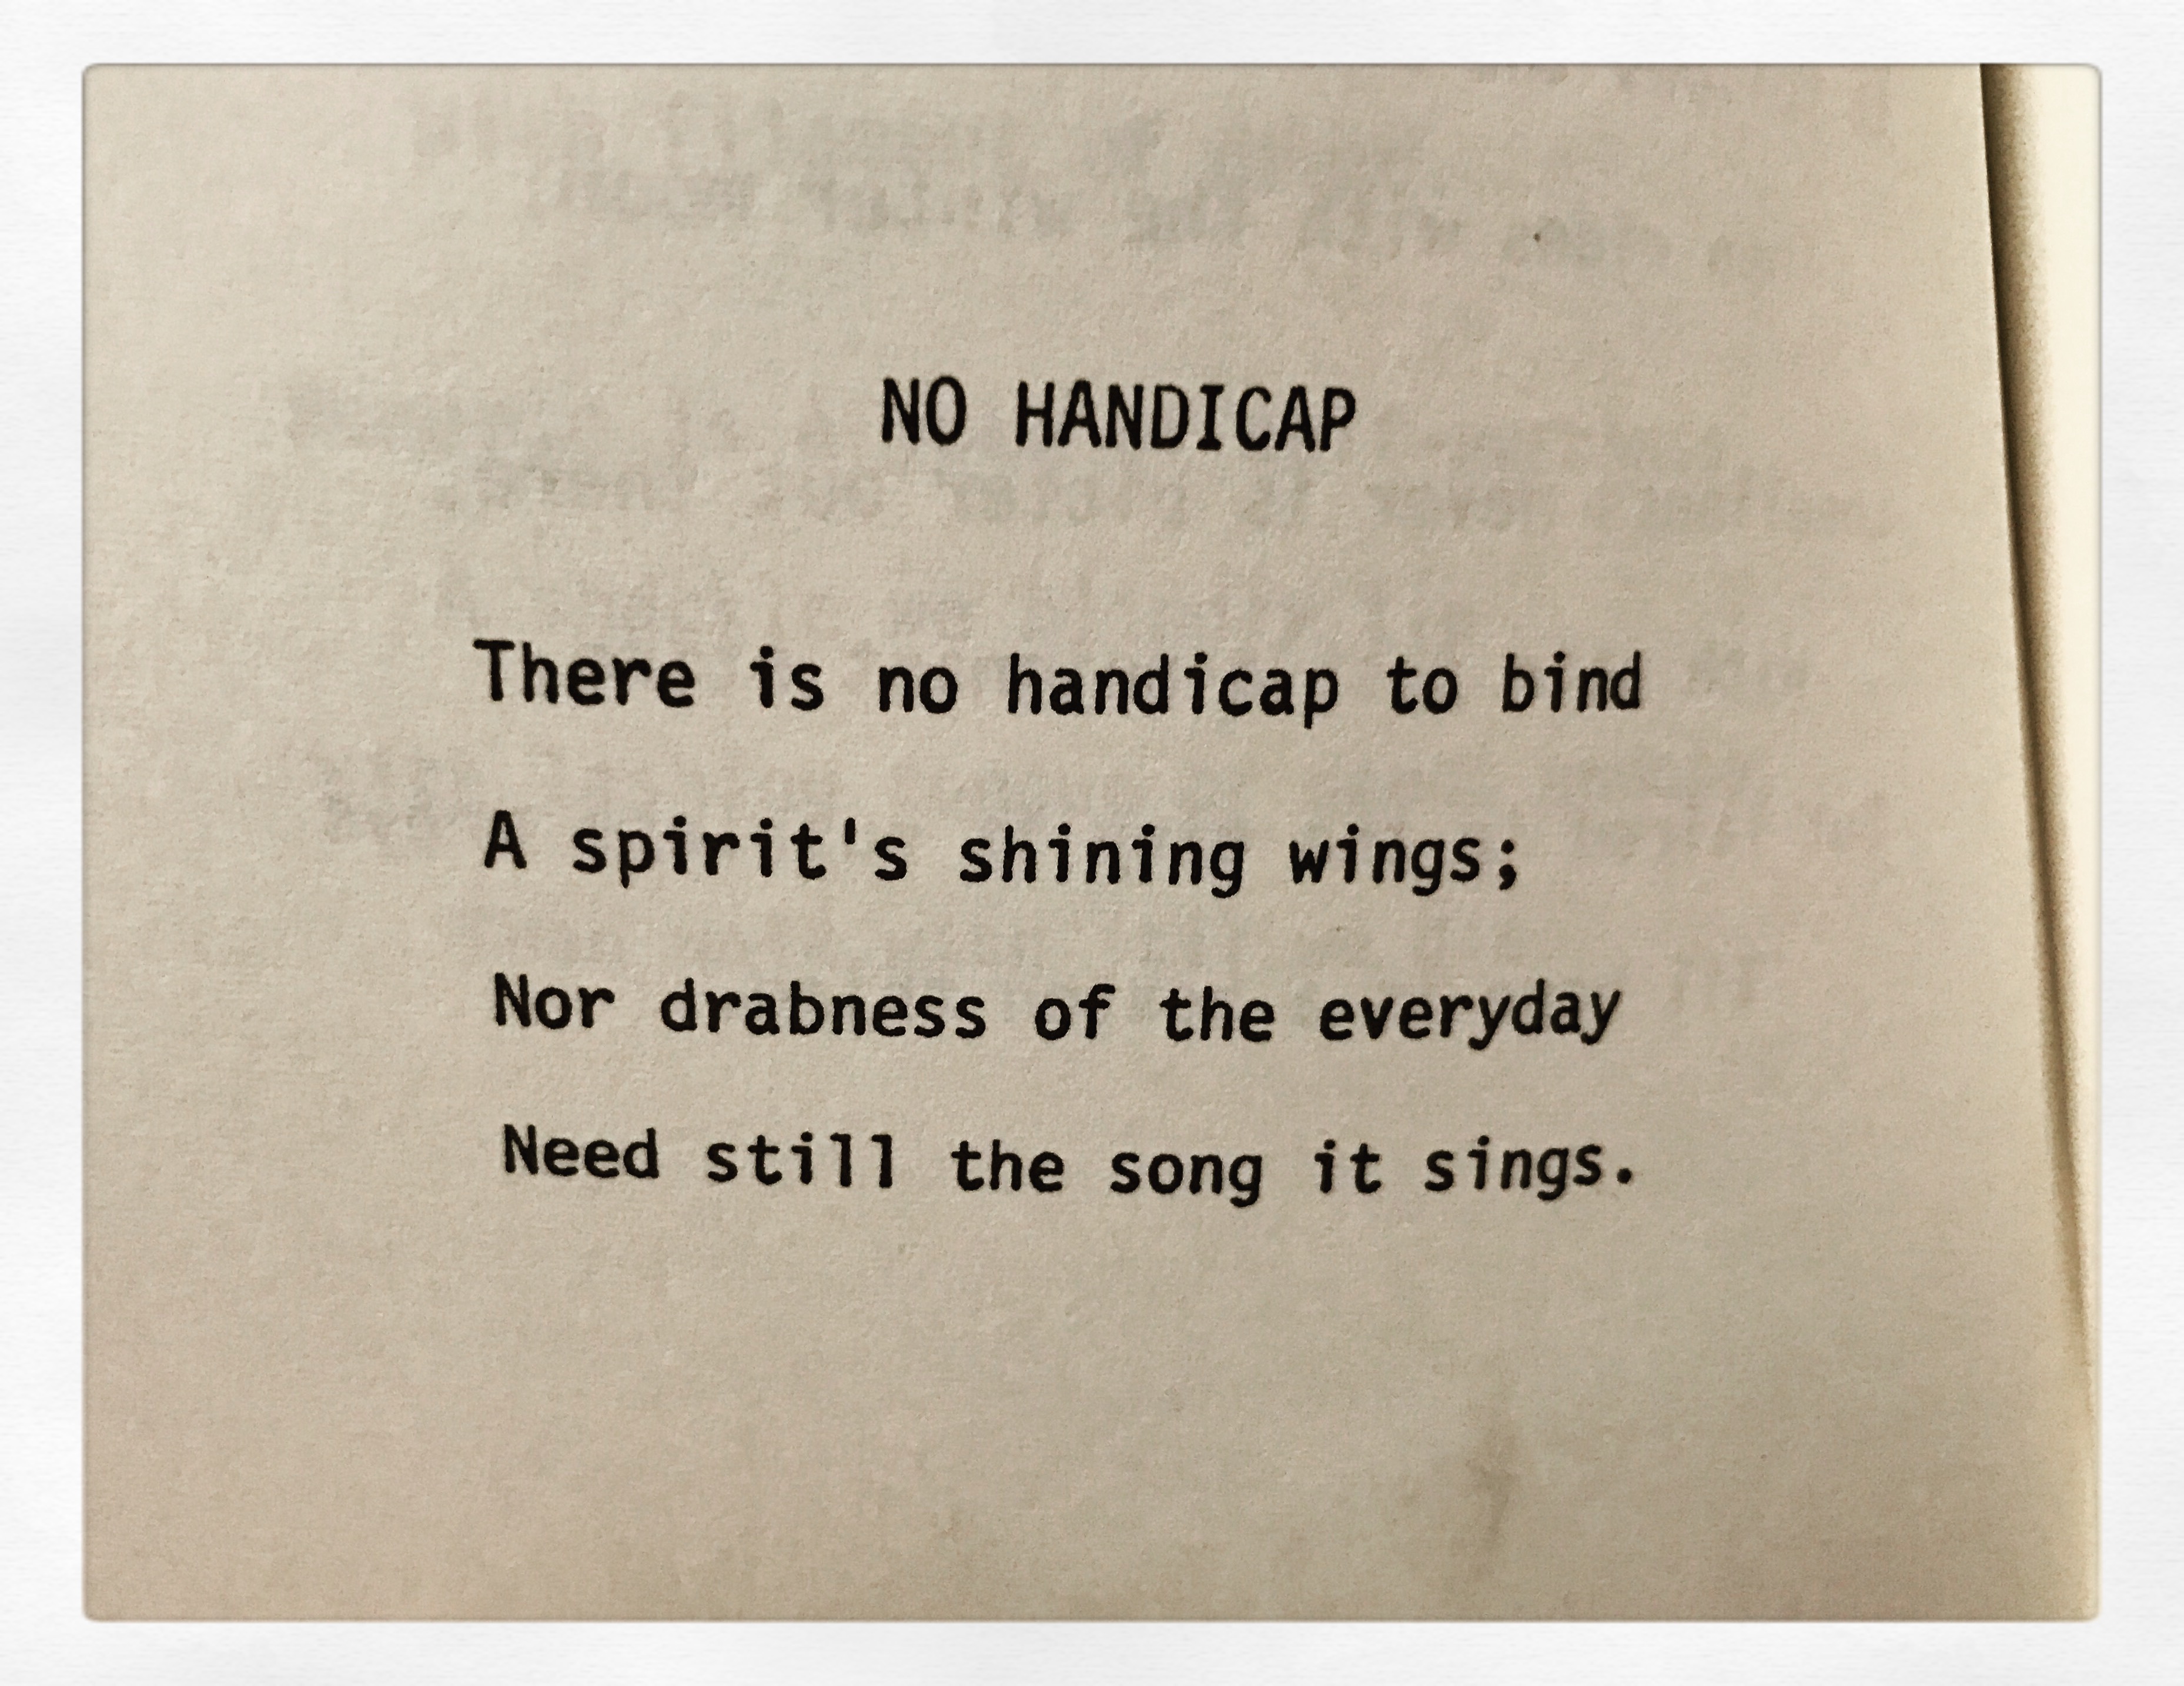 NO HANDICAP
There is no handicap to bind
A spirit's shining wings;
Nor drabness of the everyday
Need still the song it sings.